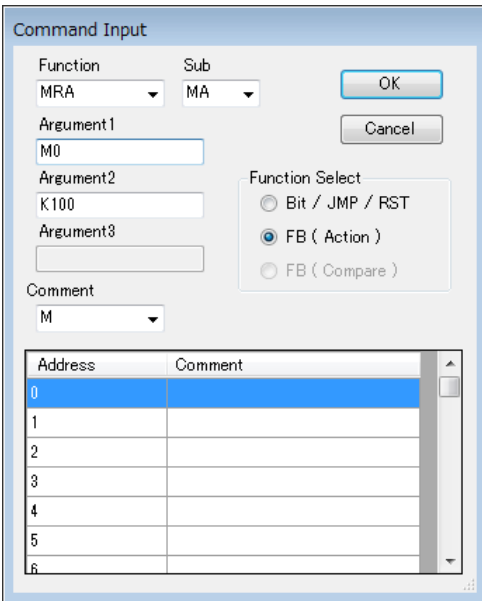 Command Input
Function Sub
MRA MA OK
Argument1 Cancel
M0
Argument2 Function Select
K100 Bit / JMP / RST
Argument3 FB ( Action )
FB ( Compare )
Comment
M
Address Comment
0
1
2
3
4
5
6